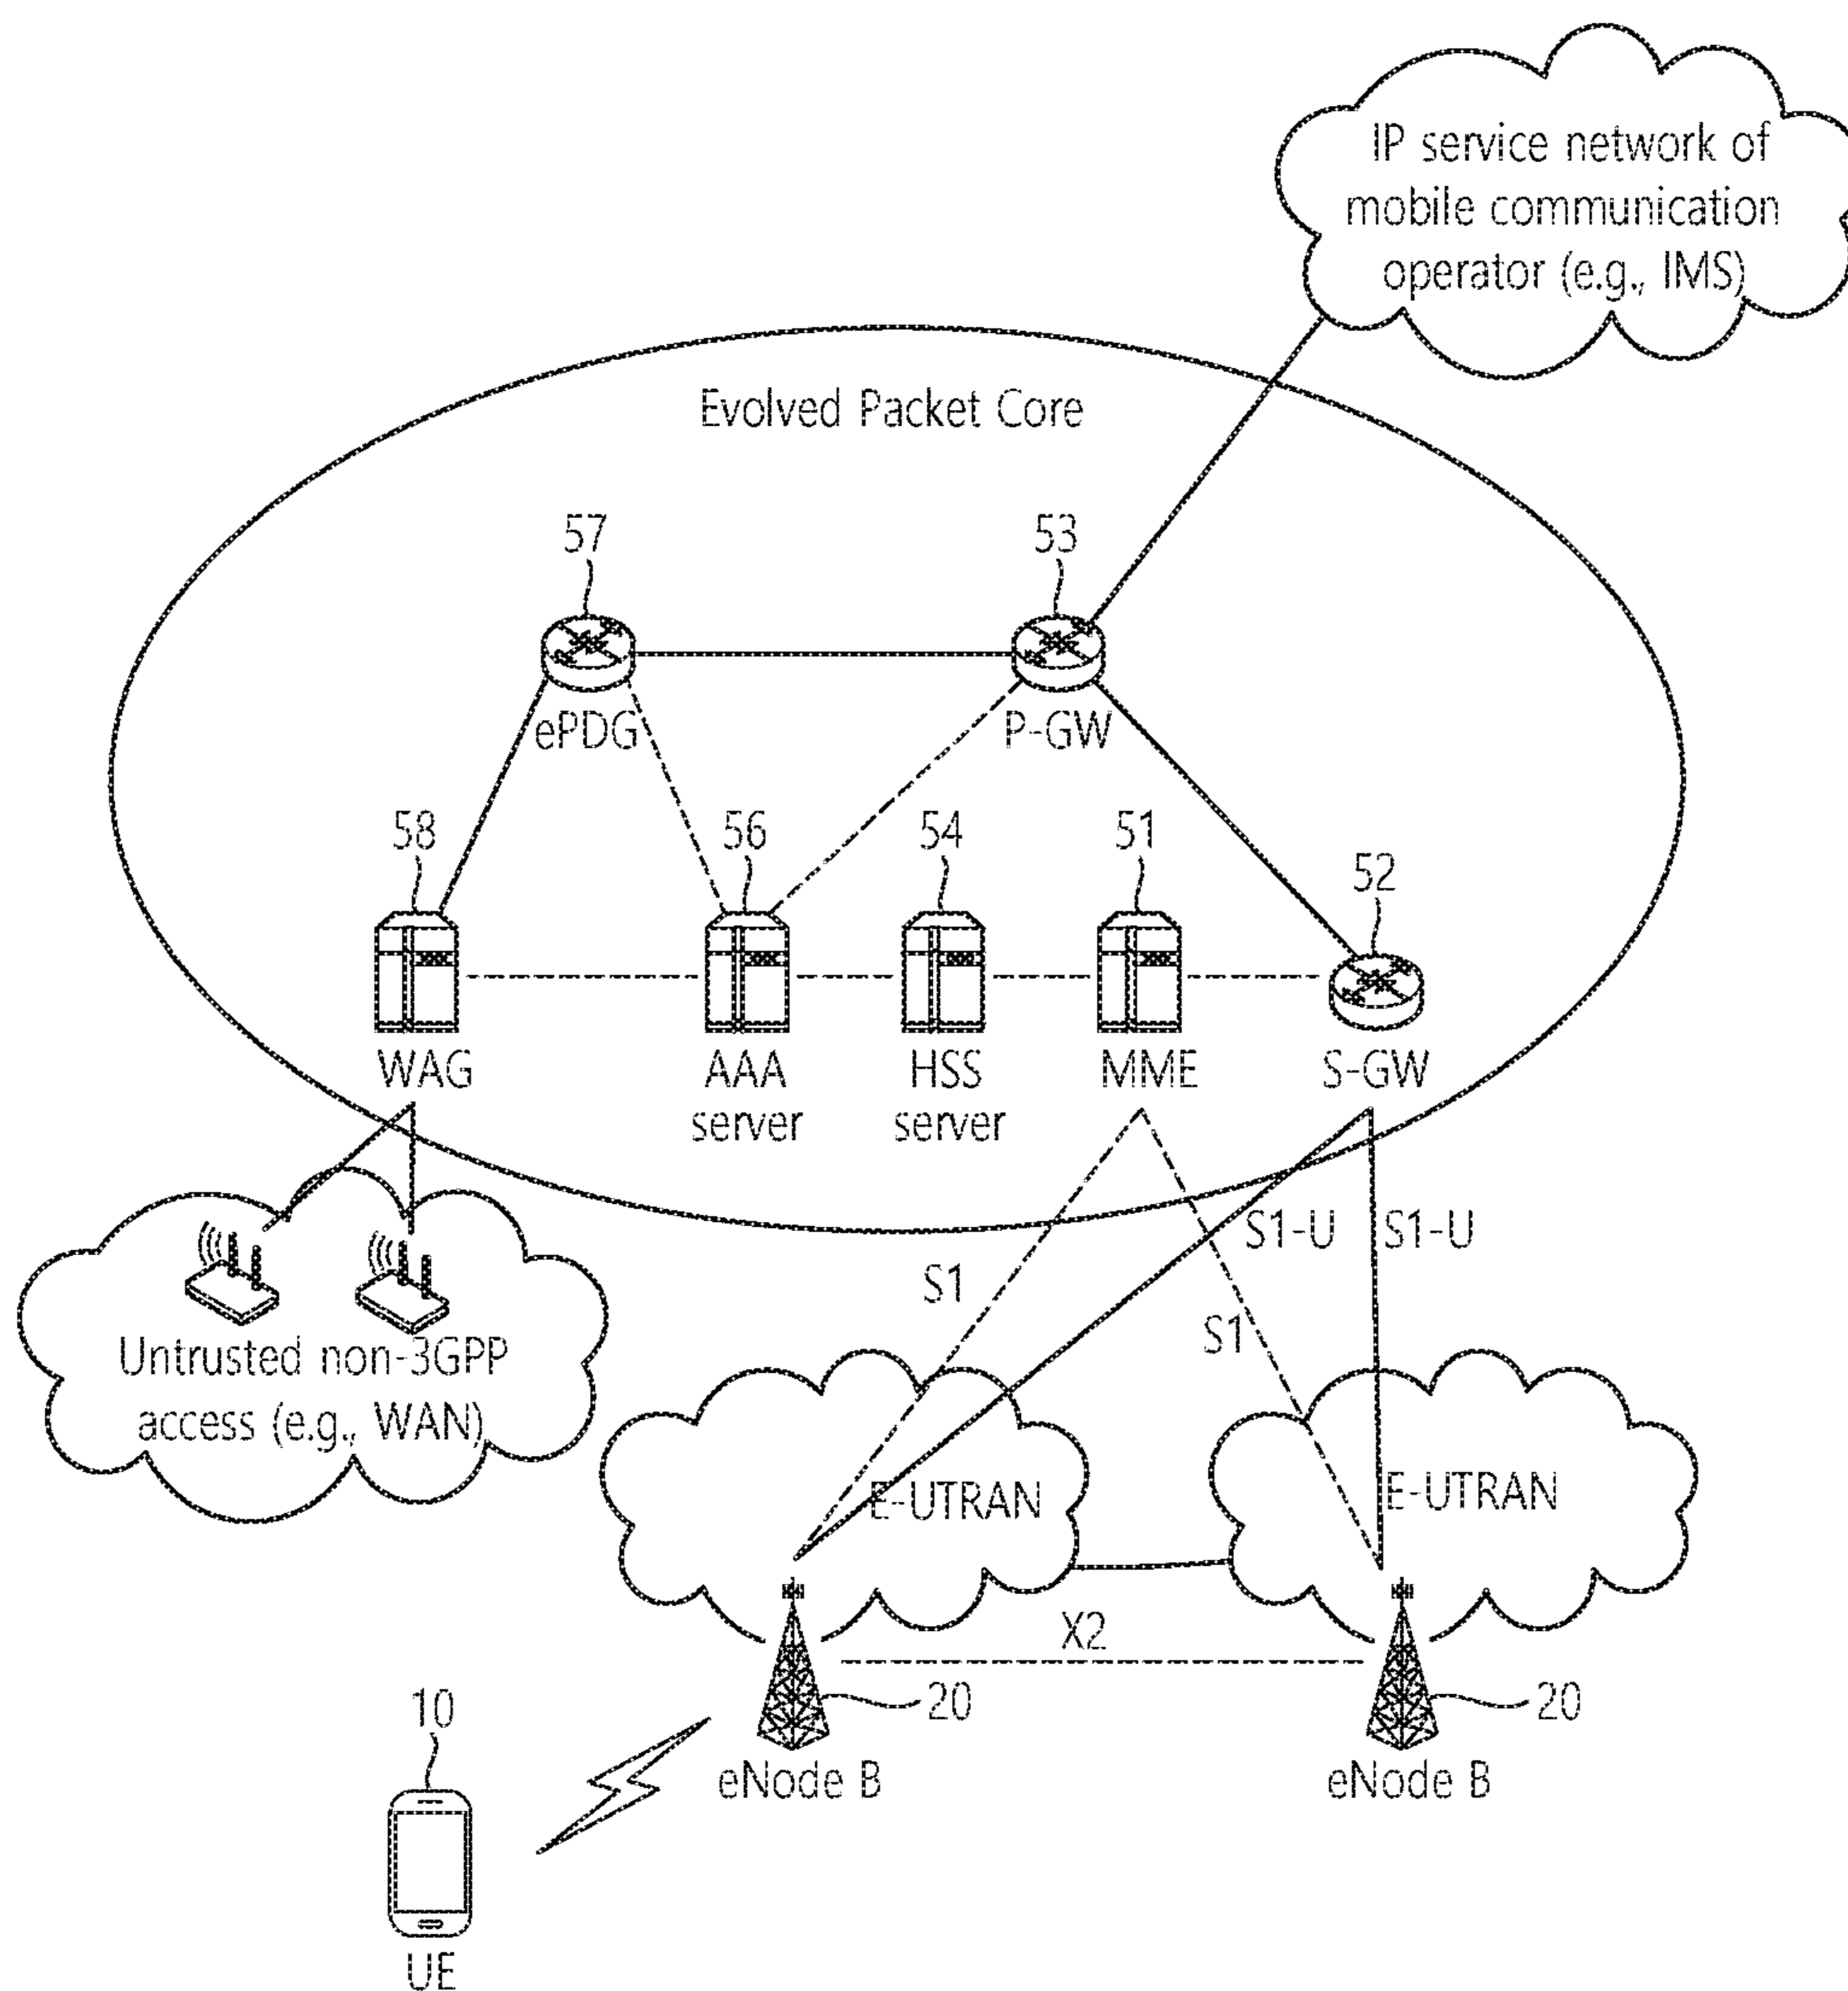 IP service network of
mobile communication
operator (e.g., IMS)
Evolved Packet Core
57
53
ePDG
P-GW
58
56
54
51
52
WAG
AAA
server
HSS
server
MME
S-GW
S1-U
S1-U
S1
S1
Untrusted non-3GPP
access (e.g., WAN)
E-UTRAN
E-UTRAN
X2
20
20
10
eNode B
eNode B
UE